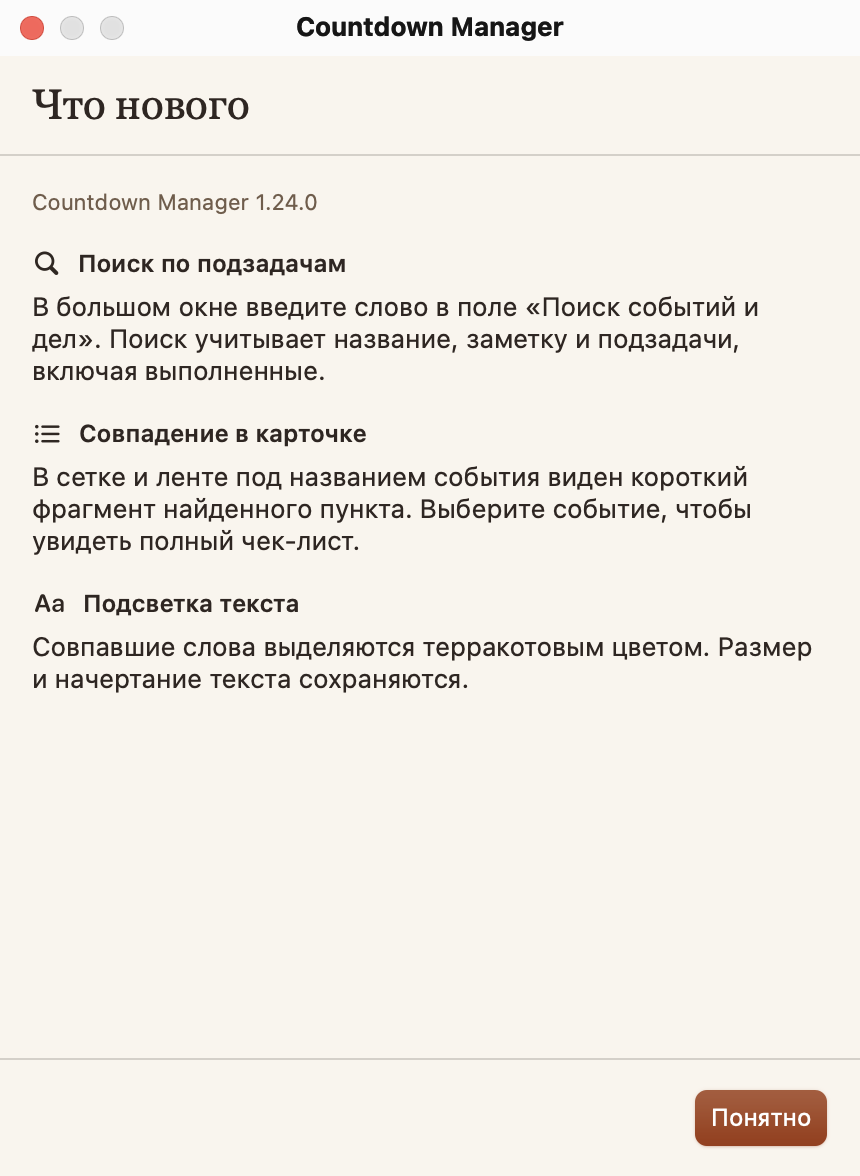 Countdown Manager
Что нового
Countdown Manager 1.24.0
Поиск по подзадачам
В большом окне введите слово в поле «Поиск событий и
дел». Поиск учитывает название, заметку и подзадачи,
включая выполненные.
Совпадение в карточке
В сетке и ленте под названием события виден короткий
фрагмент найденного пункта. Выберите событие, чтобы
увидеть полный чек-лист.
Aa Подсветка текста
Совпавшие слова выделяются терракотовым цветом. Размер
и начертание текста сохраняются.
Понятно